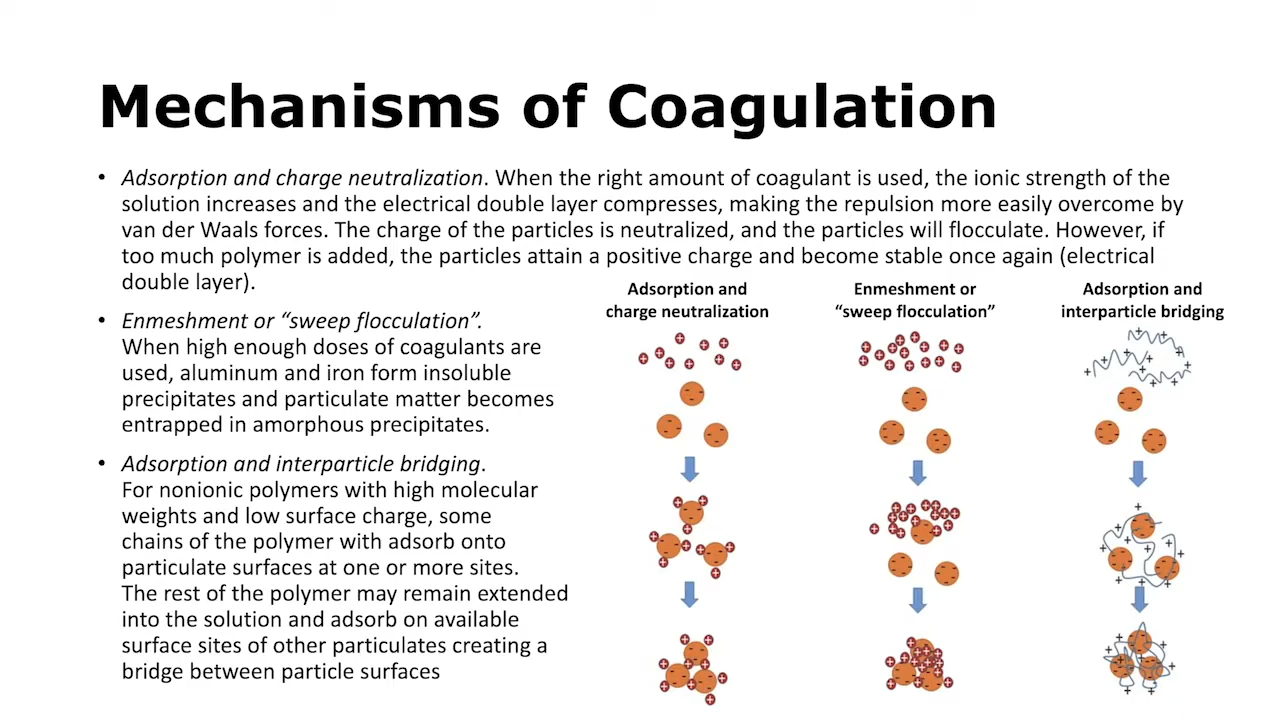 Mechanisms of Coagulation
• Adsorption and charge neutralization. When the right amount of coagulant is used, the ionic strength of the
solution increases and the electrical double layer compresses, making the repulsion more easily overcome by
van der Waals forces. The charge of the particles is neutralized, and the particles will flocculate. However, if
too much polymer is added, the particles attain a positive charge and become stable once again (electrical
double layer).
• Enmeshment or “sweep flocculation”.
When high enough doses of coagulants are
used, aluminum and iron form insoluble
precipitates and particulate matter becomes
entrapped in amorphous precipitates.
• Adsorption and interparticle bridging.
For nonionic polymers with high molecular
weights and low surface charge, some
chains of the polymer with adsorb onto
particulate surfaces at one or more sites.
The rest of the polymer may remain extended
into the solution and adsorb on available
surface sites of other particulates creating a
bridge between particle surfaces
Adsorption and
charge neutralization
Enmeshment or
“sweep flocculation”
Adsorption and
interparticle bridging